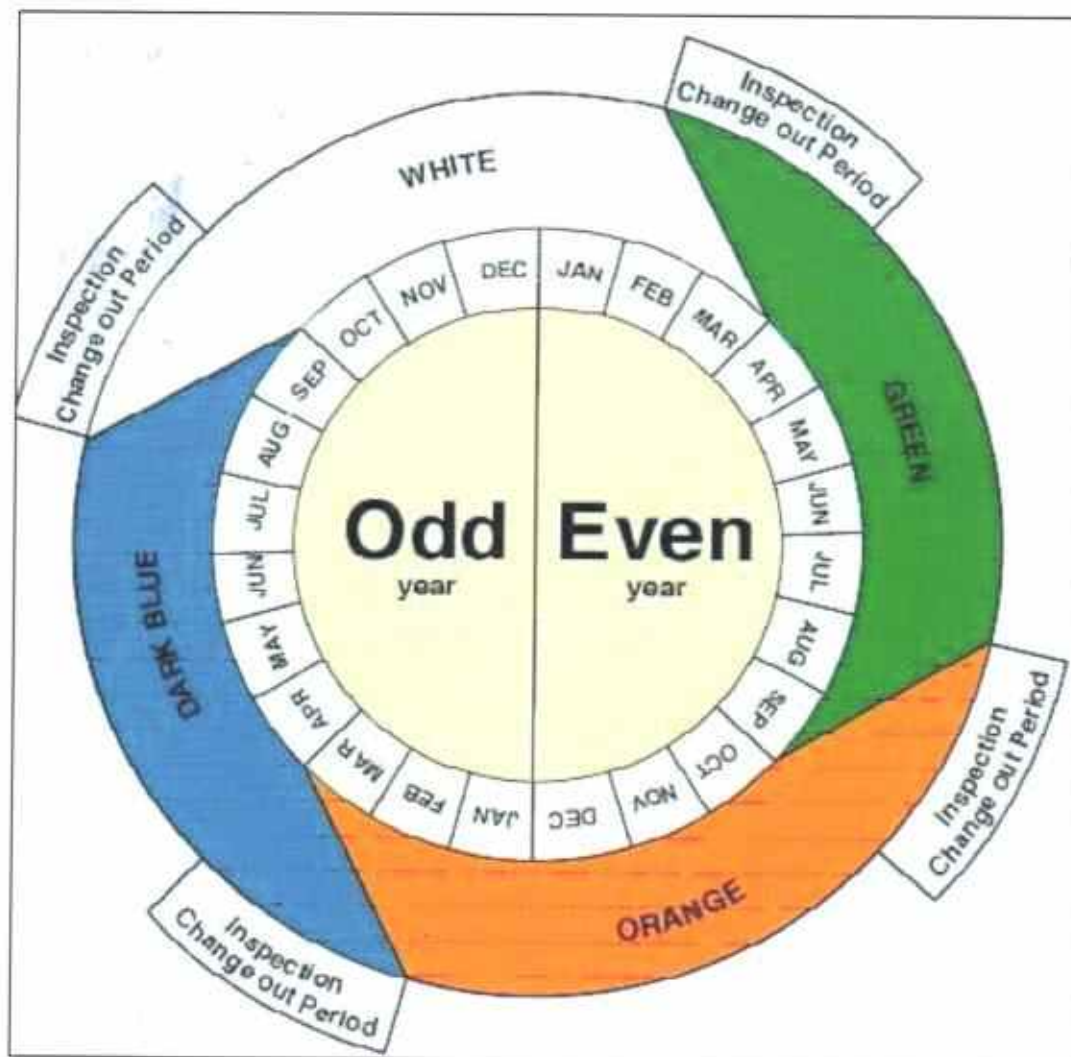 Inspection
Change out Period
WHITE
Inspection
Change out Period
GREEN
Inspection
Change out Period
ORANGE
Inspection
Change out Period
DARK BLUE
JAN
FEB
MAR
APR
MAY
JUN
JUL
AUG
SEP
OCT
NOV
DEC
JAN
FEB
MAR
APR
MAY
JUN
JUL
AUG
SEP
OCT
NOV
DEC
Odd Even
year year